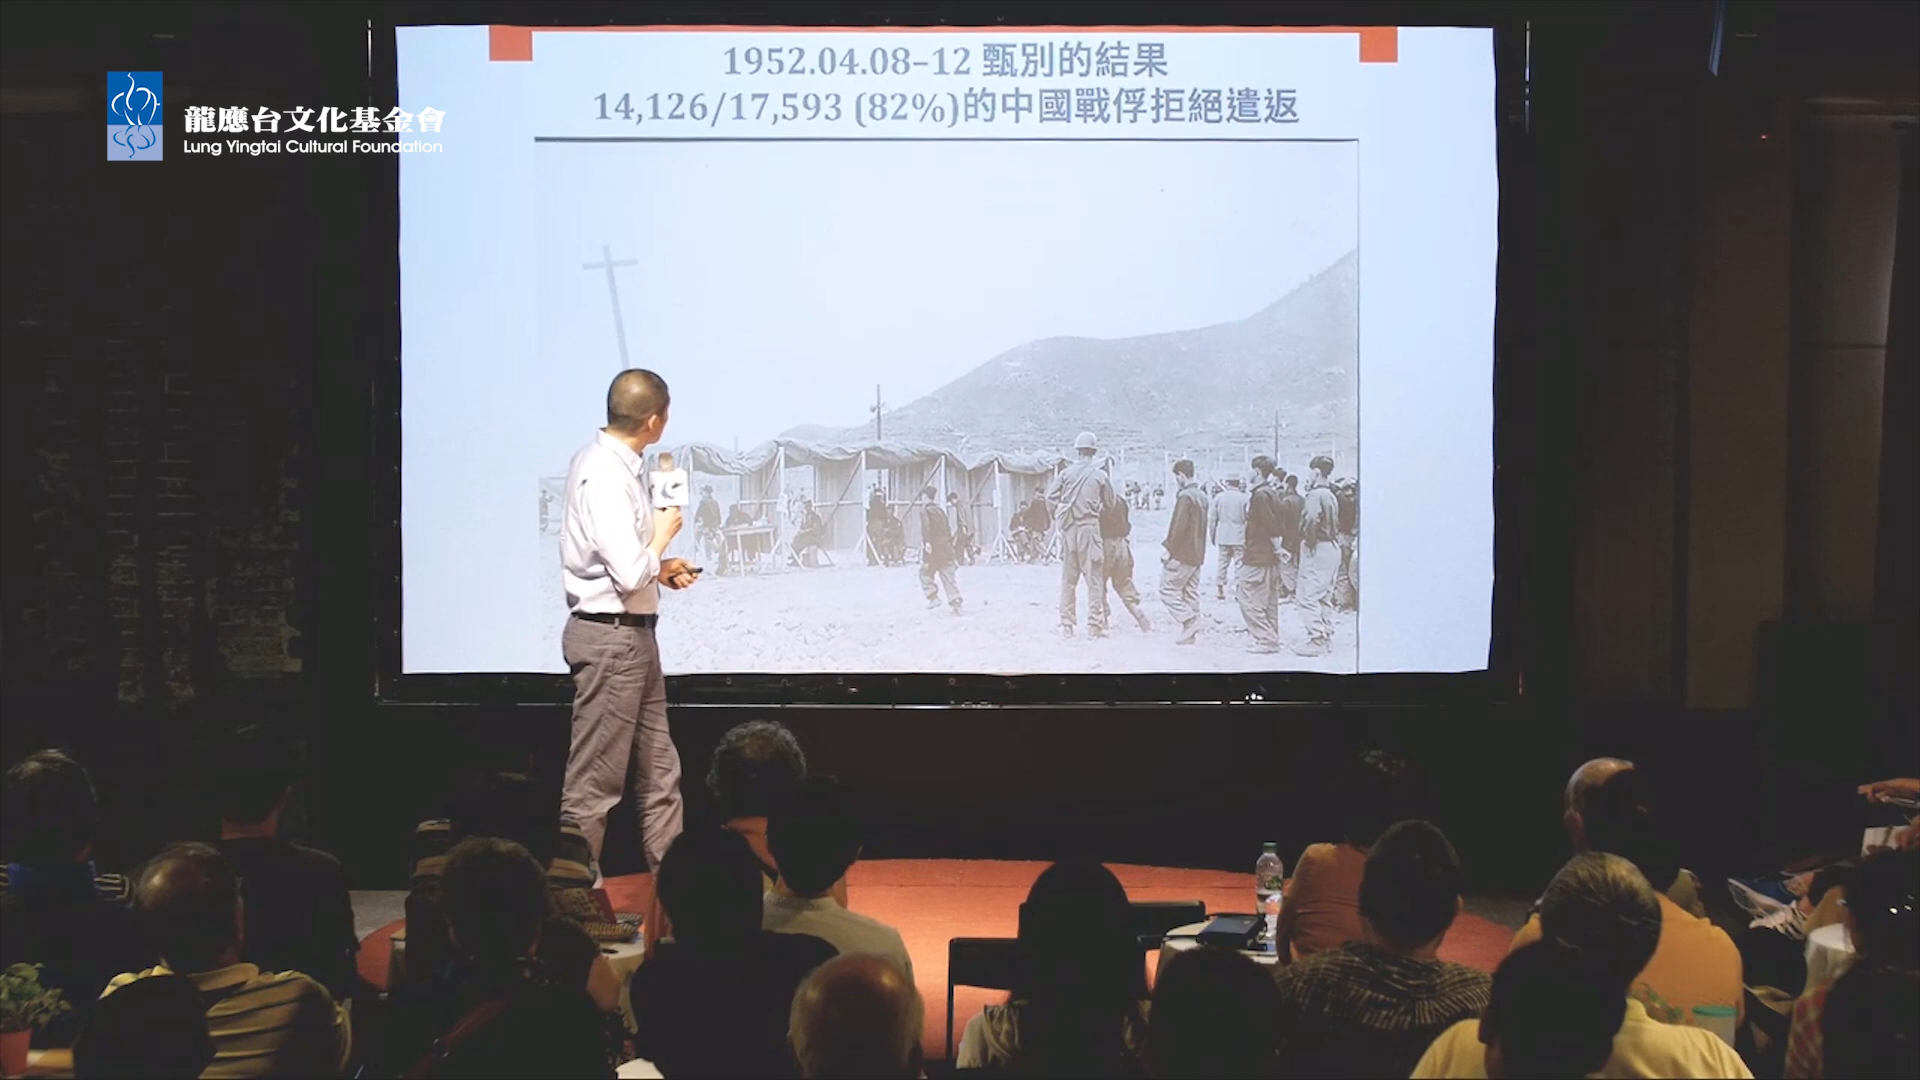 龍應台文化基金會
Lung Yingtai Cultural Foundation
1952.04.08–12 甄別的結果
14,126/17,593 (82%)的中國戰俘拒絕遣返